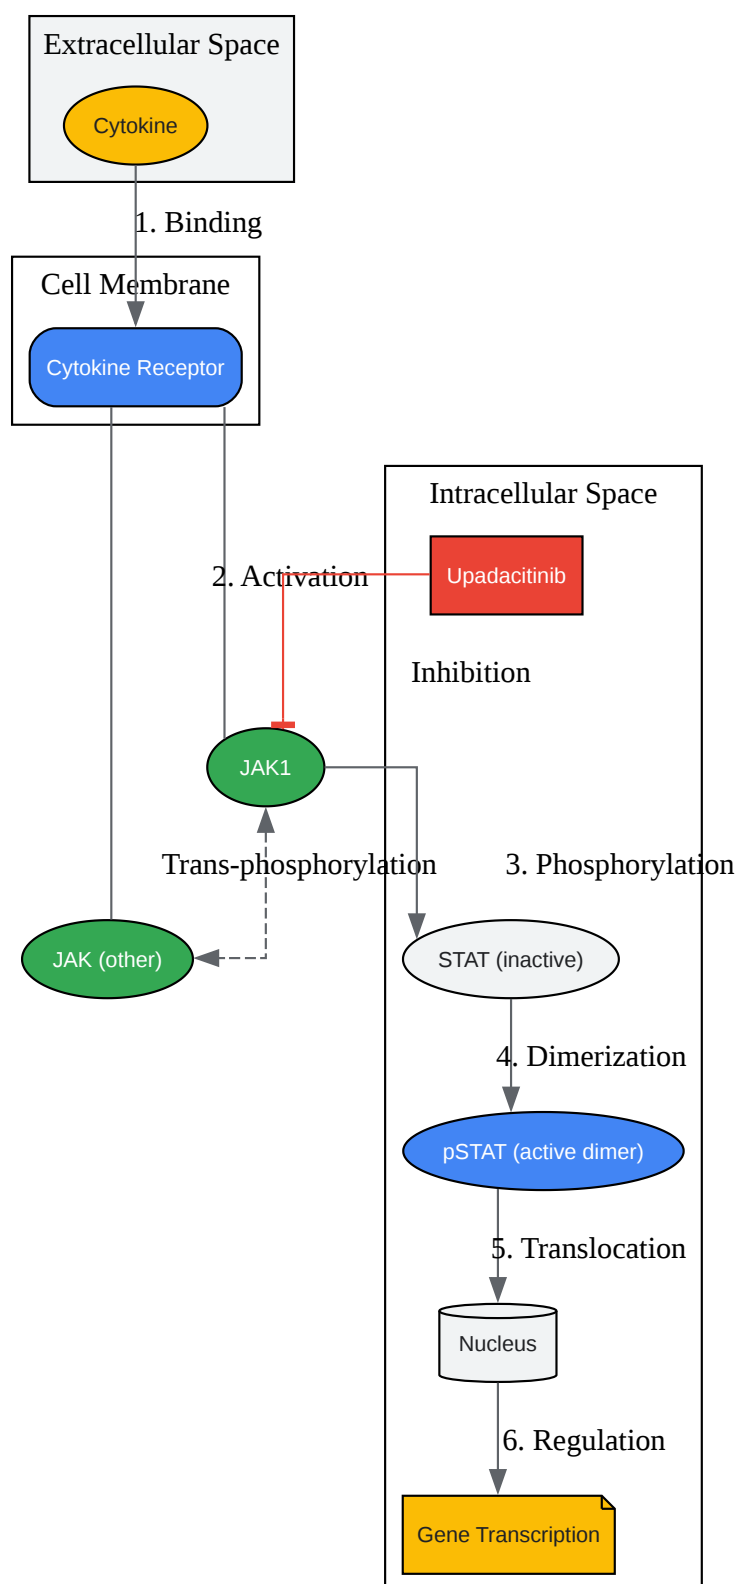 Extracellular Space
Cytokine
1. Binding
Cell Membrane
Cytokine Receptor
Intracellular Space
2. Activation
Upadacitinib
Inhibition
JAK1
Trans-phosphorylation
3. Phosphorylation
JAK (other)
STAT (inactive)
4. Dimerization
pSTAT (active dimer)
5. Translocation
Nucleus
6. Regulation
Gene Transcription